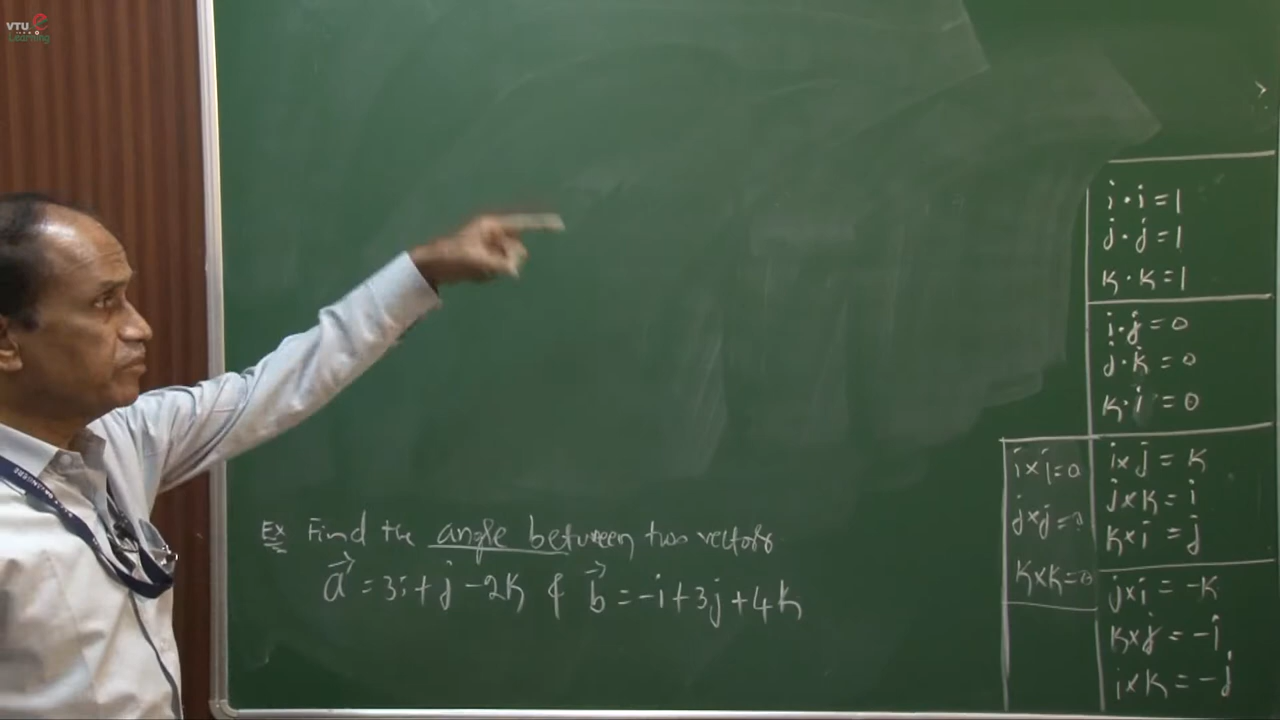 VTU e
Learning
i · i = 1
j · j = 1
k · k = 1
i · j = 0
j · k = 0
k · i = 0
i × i = 0
j × j = 0
k × k = 0
i × j = k
j × k = i
k × i = j
j × i = -k
k × j = -i
i × k = -j
Ex Find the angle between two vectors
a⃗ = 3i + j - 2k & b⃗ = -i + 3j + 4k